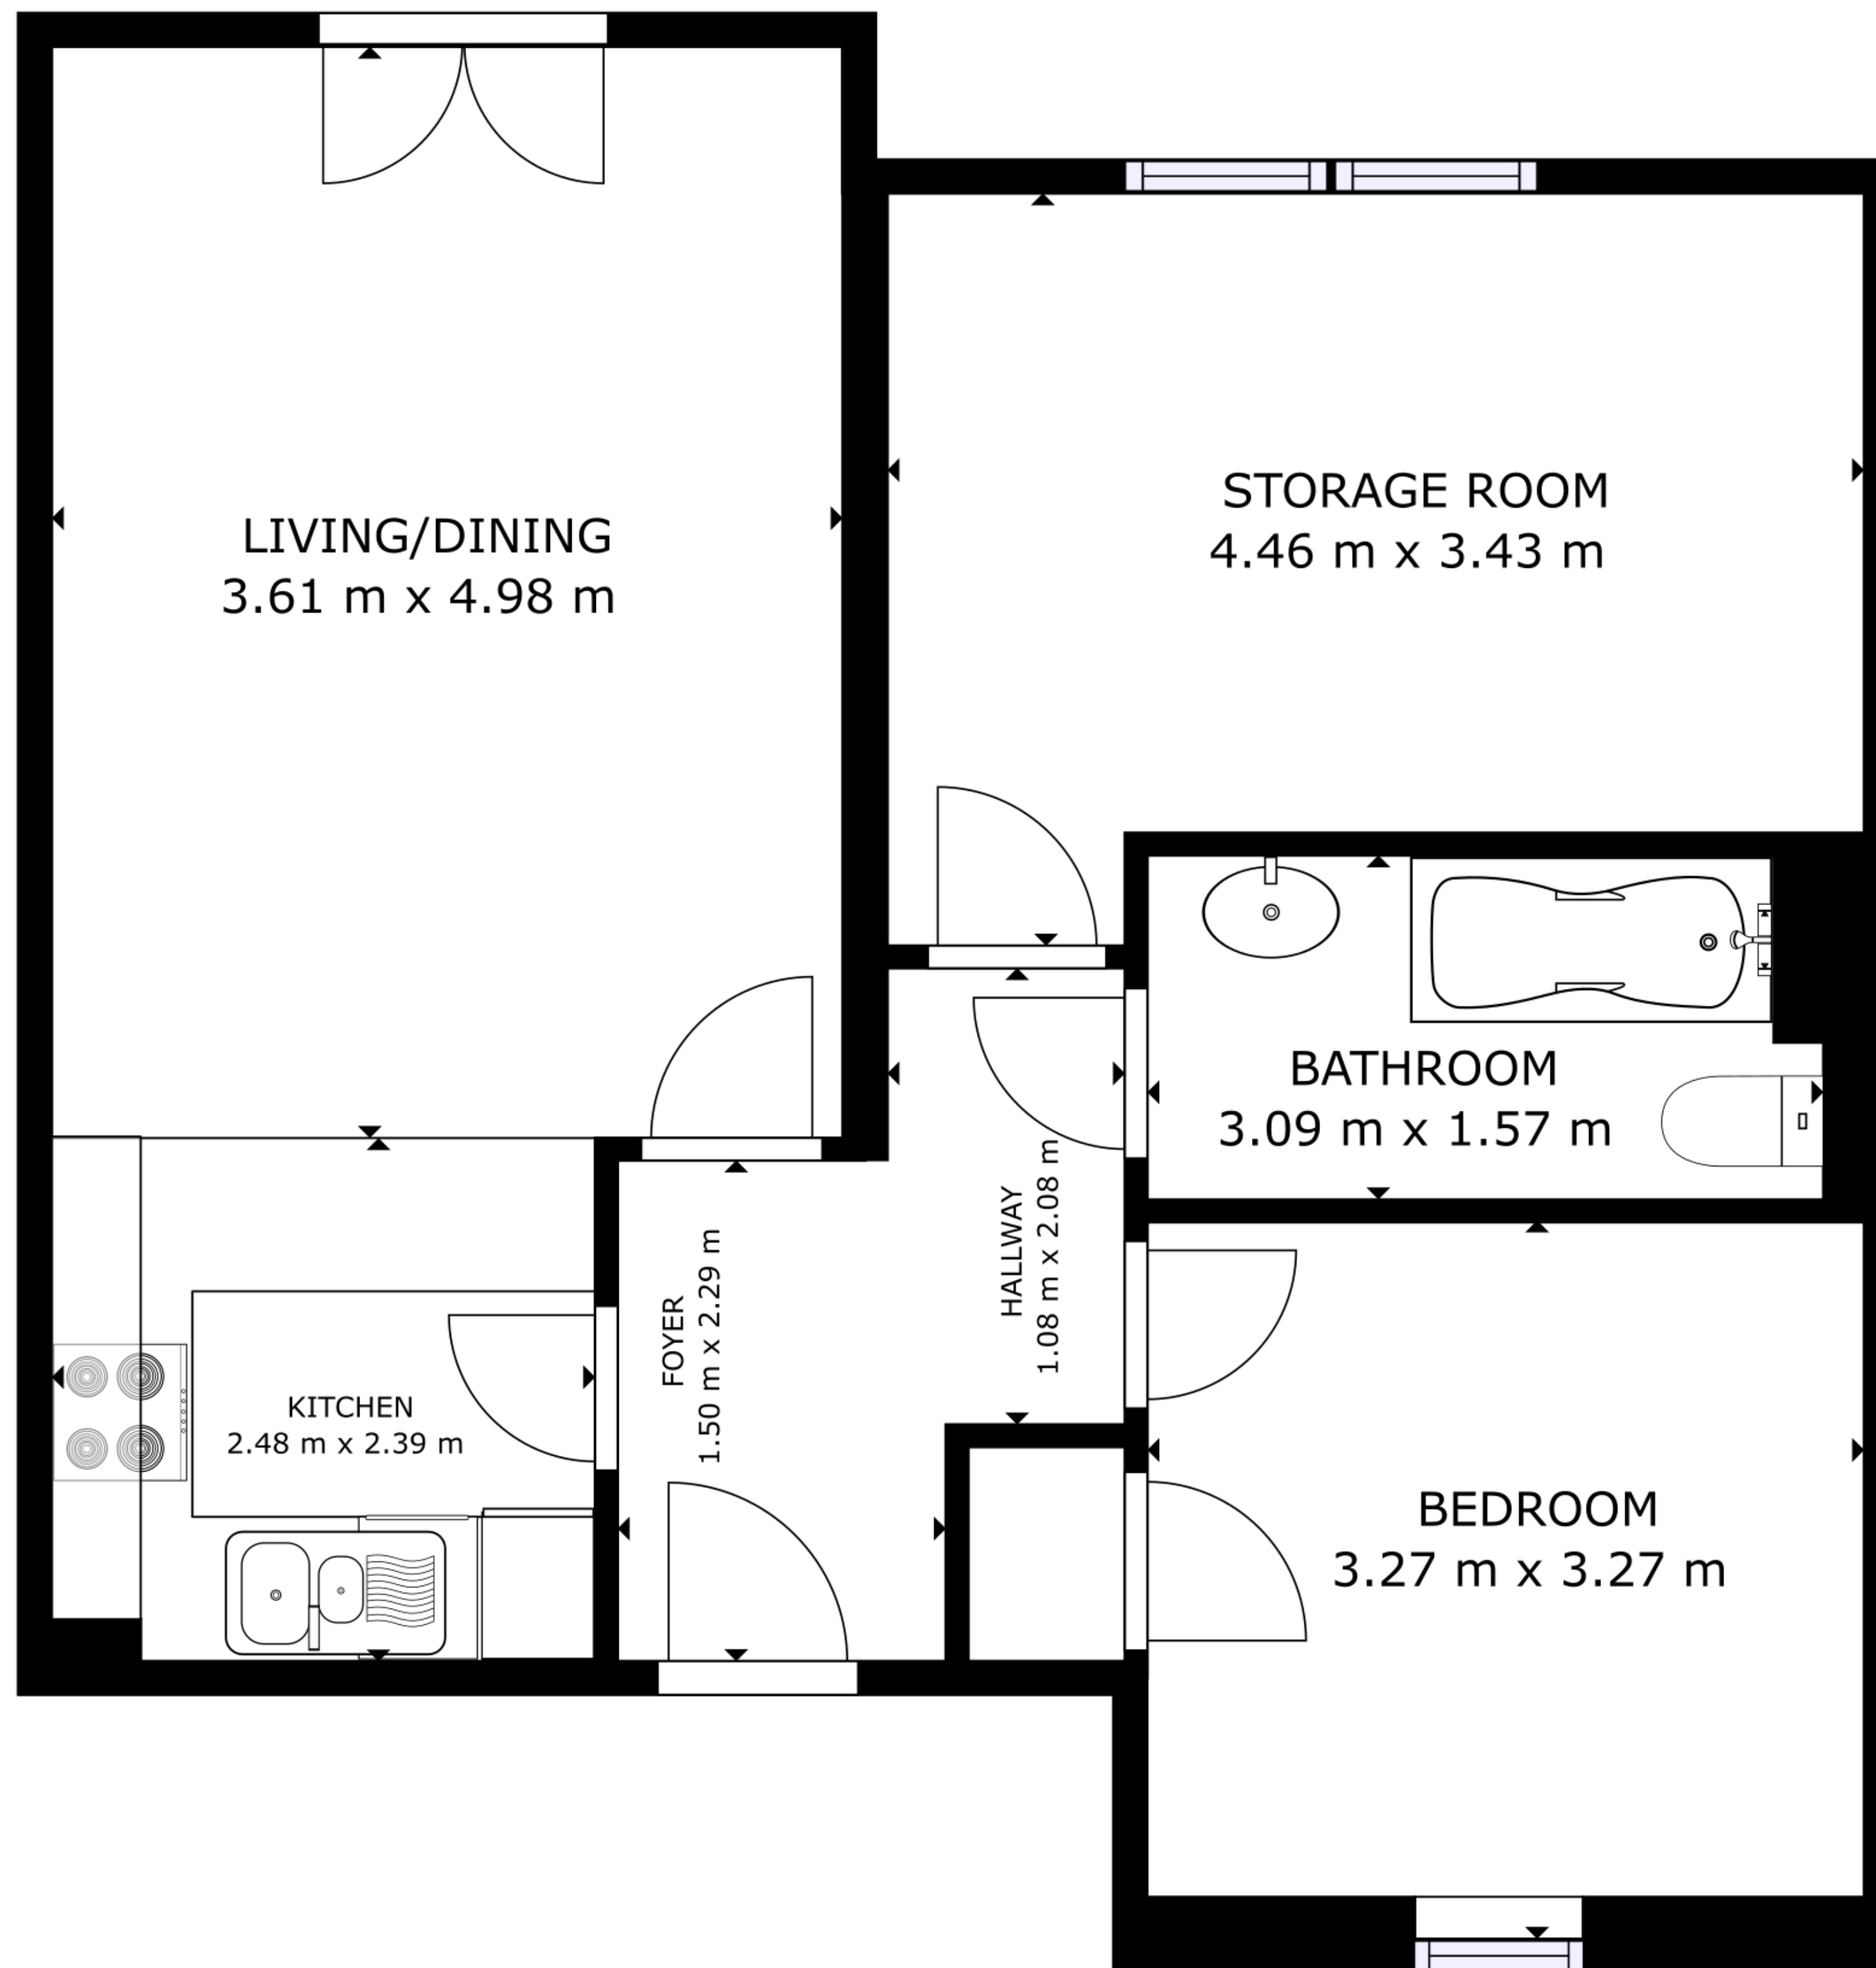 LIVING/DINING
3.61 m x 4.98 m
STORAGE ROOM
4.46 m x 3.43 m
BATHROOM
3.09 m x 1.57 m
HALLWAY
1.08 m x 2.08 m
FOYER
1.50 m x 2.29 m
KITCHEN
2.48 m x 2.39 m
BEDROOM
3.27 m x 3.27 m